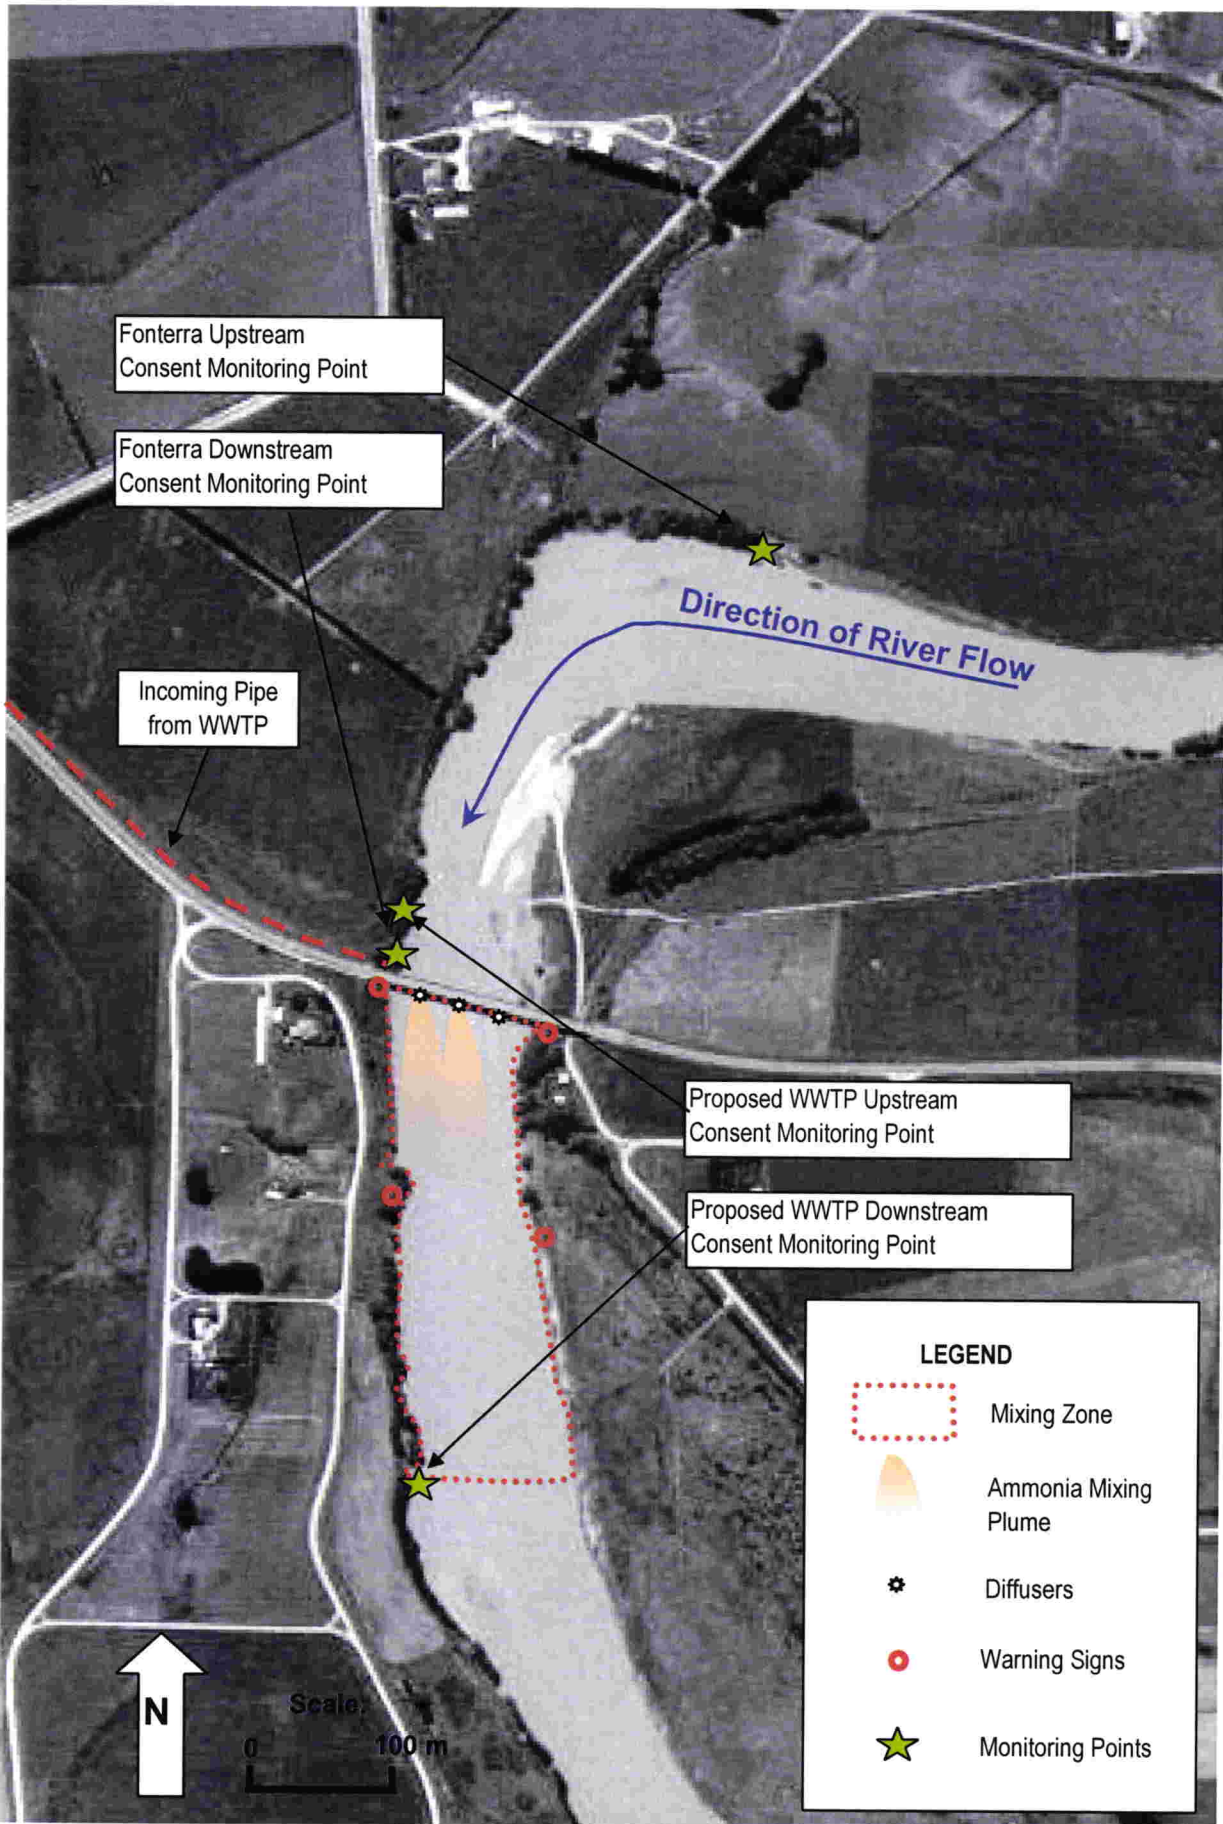 Fonterra Upstream
Consent Monitoring Point
Fonterra Downstream
Consent Monitoring Point
Direction of River Flow
Incoming Pipe
from WWTP
Proposed WWTP Upstream
Consent Monitoring Point
Proposed WWTP Downstream
Consent Monitoring Point
LEGEND
Mixing Zone
Ammonia Mixing
Plume
Diffusers
Warning Signs
Monitoring Points
N
Scale:
0 100 m